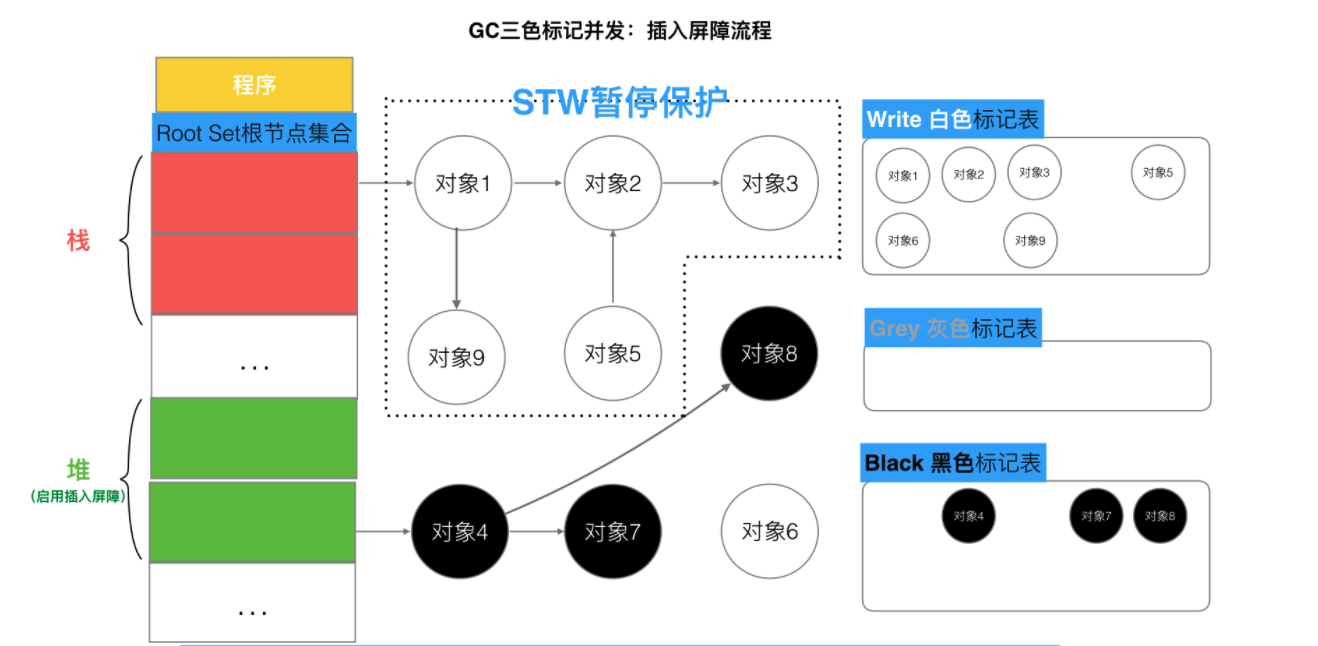 GC三色标记并发：插入屏障流程
程序
Root Set根节点集合
栈
...
堆
（启用插入屏障）
...
STW暂停保护
对象1
对象2
对象3
对象9
对象5
对象8
对象4
对象7
对象6
Write 白色标记表
对象1
对象2
对象3
对象5
对象6
对象9
Grey 灰色标记表
Black 黑色标记表
对象4
对象7
对象8